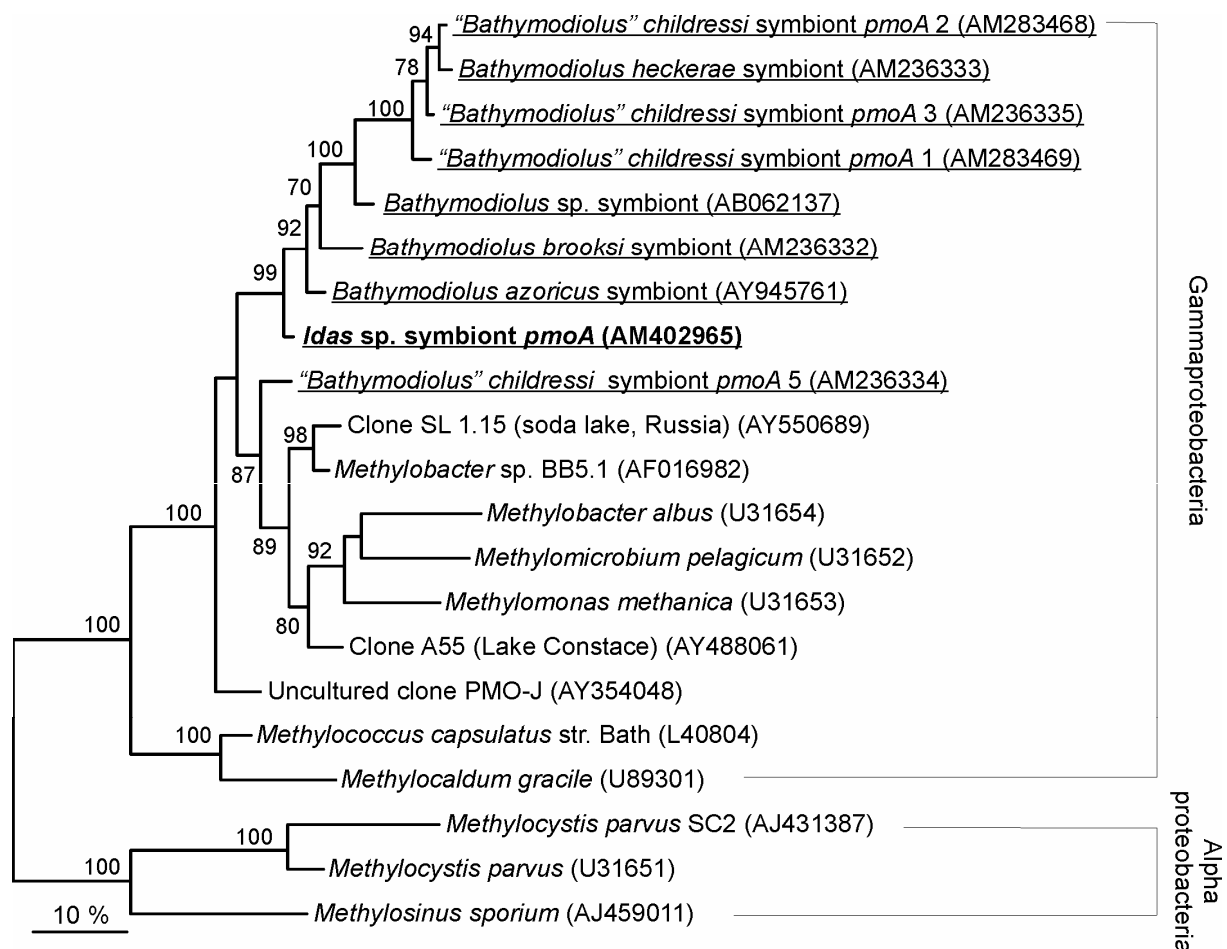 94
"Bathymodiolus" childressi symbiont pmoA 2 (AM283468)
78
Bathymodiolus heckerae symbiont (AM236333)
100
"Bathymodiolus" childressi symbiont pmoA 3 (AM236335)
100
"Bathymodiolus" childressi symbiont pmoA 1 (AM283469)
70
Bathymodiolus sp. symbiont (AB062137)
92
Bathymodiolus brooksi symbiont (AM236332)
99
Bathymodiolus azoricus symbiont (AY945761)
Idas sp. symbiont pmoA (AM402965)
"Bathymodiolus" childressi symbiont pmoA 5 (AM236334)
Clone SL 1.15 (soda lake, Russia) (AY550689)
98
Methylobacter sp. BB5.1 (AF016982)
87
Methylobacter albus (U31654)
100
89
92
Methylomicrobium pelagicum (U31652)
Methylomonas methanica (U31653)
80
100
Clone A55 (Lake Constace) (AY488061)
Uncultured clone PMO-J (AY354048)
100
Methylococcus capsulatus str. Bath (L40804)
Methylocaldum gracile (U89301)
Gammaproteobacteria
Methylocystis parvus SC2 (AJ431387)
100
100
Methylocystis parvus (U31651)
Methylosinus sporium (AJ459011)
10 %
Alpha
proteobacteria